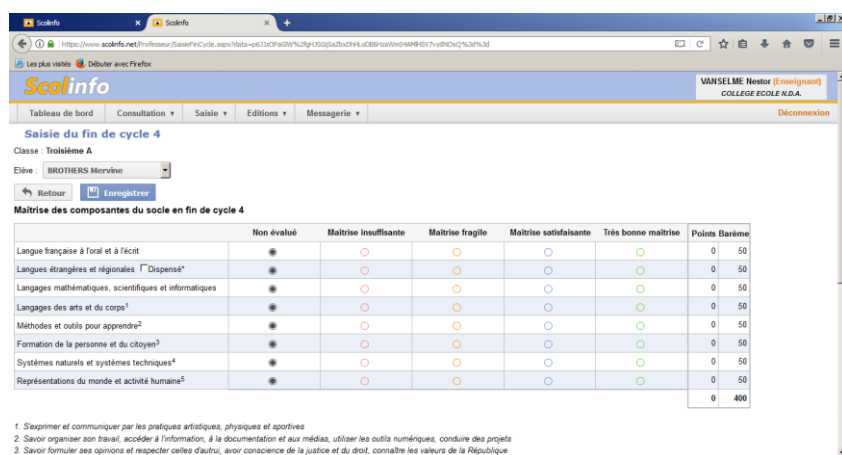 Scolinfo
Scolinfo
https://www.scolinfo.net/Professeur/SaisieFinCycle.aspx?data=
Les plus visités Débuter avec Firefox
Scolinfo
VANSELME Nestor (Enseignant)
COLLEGE ECOLE N.D.A.
Tableau de bord Consultation Saisie Editions Messagerie Déconnexion
Saisie du fin de cycle 4
Classe : Troisième A
Elève : BROTHERS Mervine
Retour Enregistrer
Maîtrise des composantes du socle en fin de cycle 4
Non évalué Maîtrise insuffisante Maîtrise fragile Maîtrise satisfaisante Très bonne maîtrise Points Barème
Langue française à l'oral et à l'écrit 0 50
Langues étrangères et régionales Dispensé* 0 50
Langages mathématiques, scientifiques et informatiques 0 50
Langages des arts et du corps¹ 0 50
Méthodes et outils pour apprendre² 0 50
Formation de la personne et du citoyen³ 0 50
Systèmes naturels et systèmes techniques⁴ 0 50
Représentations du monde et activité humaine⁵ 0 50
0 400
1. S'exprimer et communiquer par les pratiques artistiques, physiques et sportives
2. Savoir organiser son travail, accéder à l'information, à la documentation et aux médias, utiliser les outils numériques, conduire des projets
3. Savoir formuler ses opinions et respecter celles d'autrui, avoir conscience de la justice et du droit, connaître les valeurs de la République